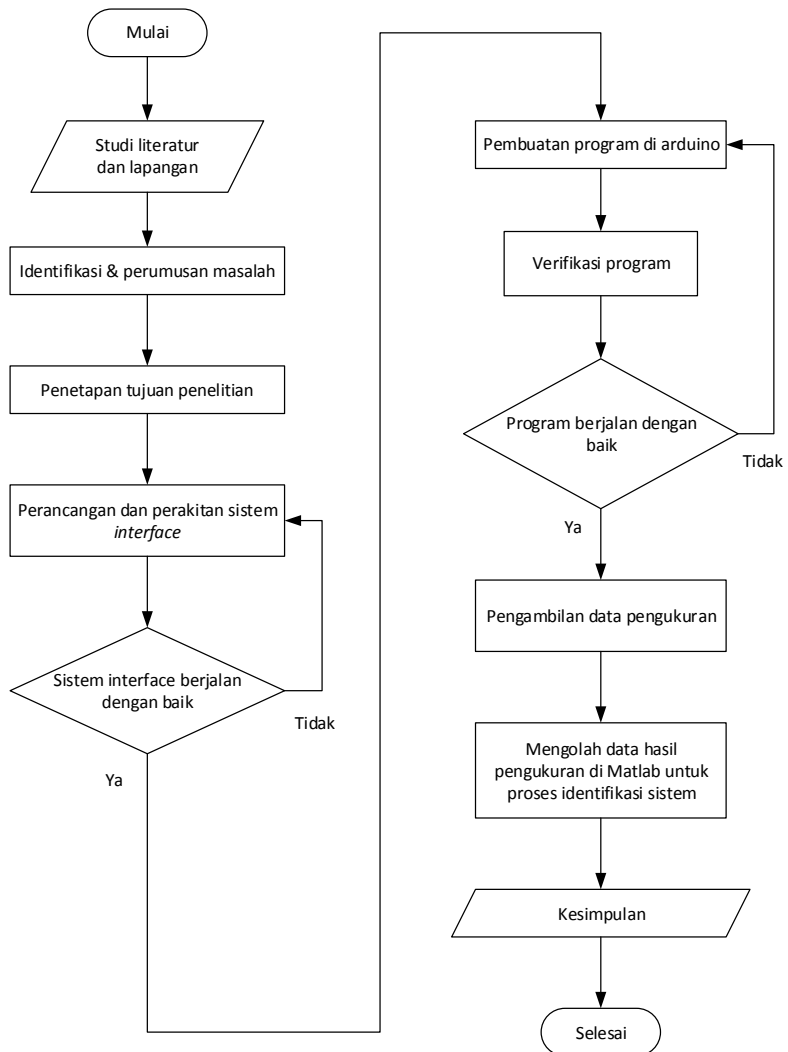 Mulai
Studi literatur
dan lapangan
Identifikasi & perumusan masalah
Penetapan tujuan penelitian
Perancangan dan perakitan sistem
interface
Sistem interface berjalan
dengan baik
Tidak
Ya
Pembuatan program di arduino
Verifikasi program
Program berjalan dengan
baik
Tidak
Ya
Pengambilan data pengukuran
Mengolah data hasil
pengukuran di Matlab untuk
proses identifikasi sistem
Kesimpulan
Selesai